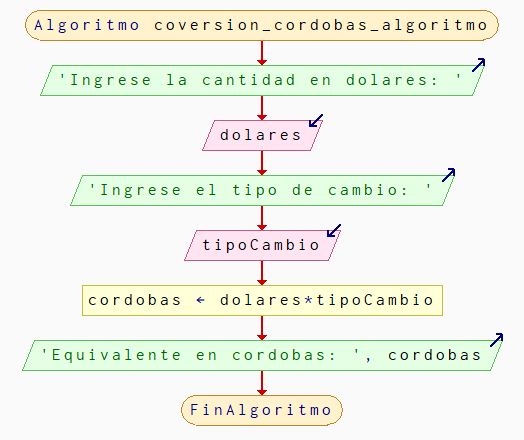 Algoritmo coversion_cordobas_algoritmo
'Ingrese la cantidad en dolares: '
dolares
'Ingrese el tipo de cambio: '
tipoCambio
cordobas ← dolares*tipoCambio
'Equivalente en cordobas: ', cordobas
FinAlgoritmo